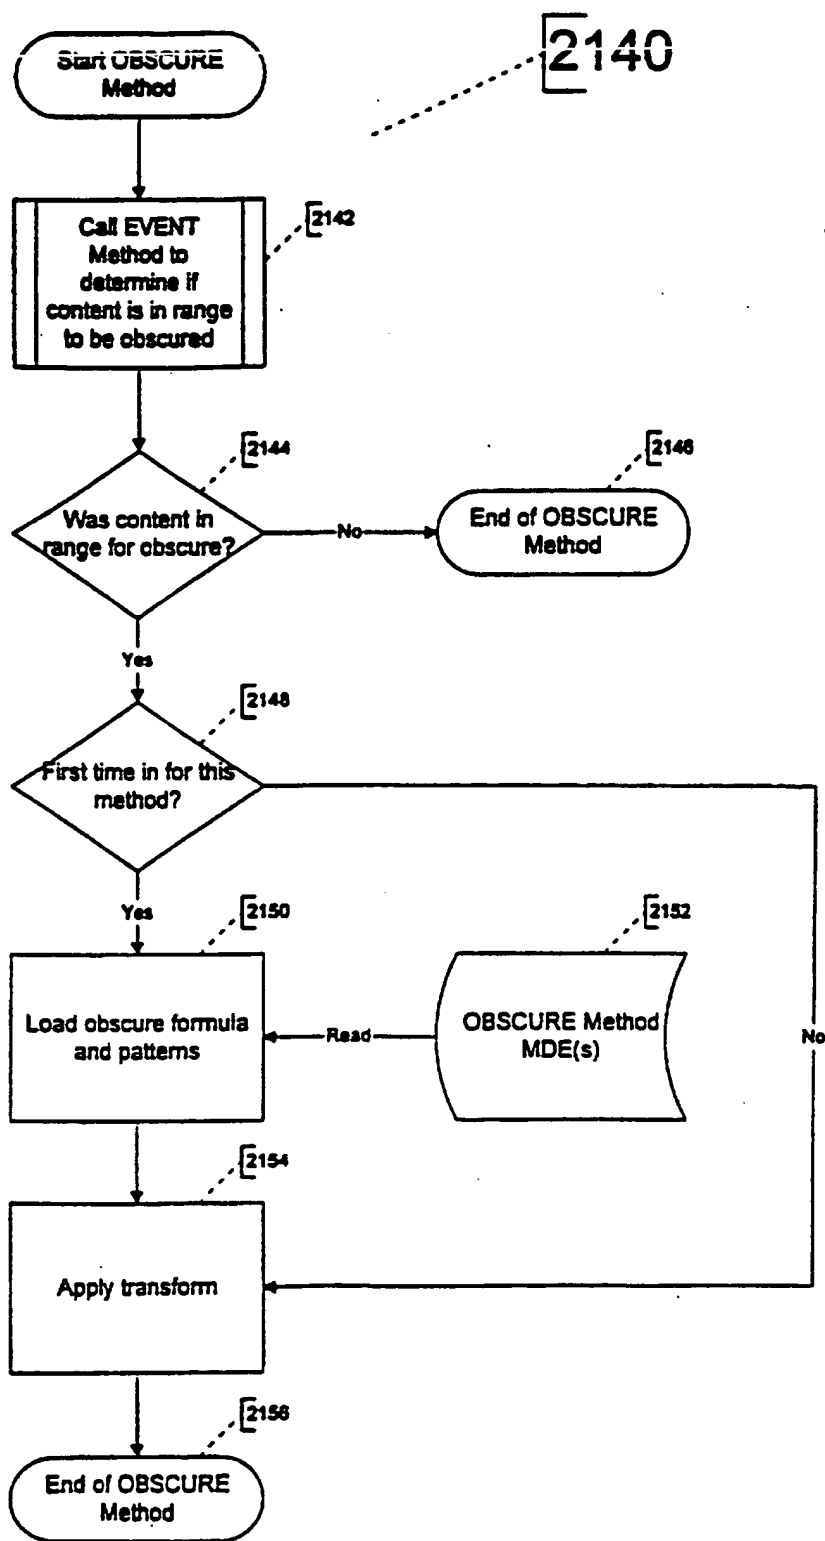 2140
Start OBSCURE
Method
2142
Call EVENT
Method to
determine if
content is in range
to be obscured
2144
2146
Was content in
range for obscure?
No
End of OBSCURE
Method
Yes
2148
First time in for this
method?
Yes
2150
2152
Load obscure formula
and patterns
Read
OBSCURE Method
MDE(s)
No
2154
Apply transform
2156
End of OBSCURE
Method